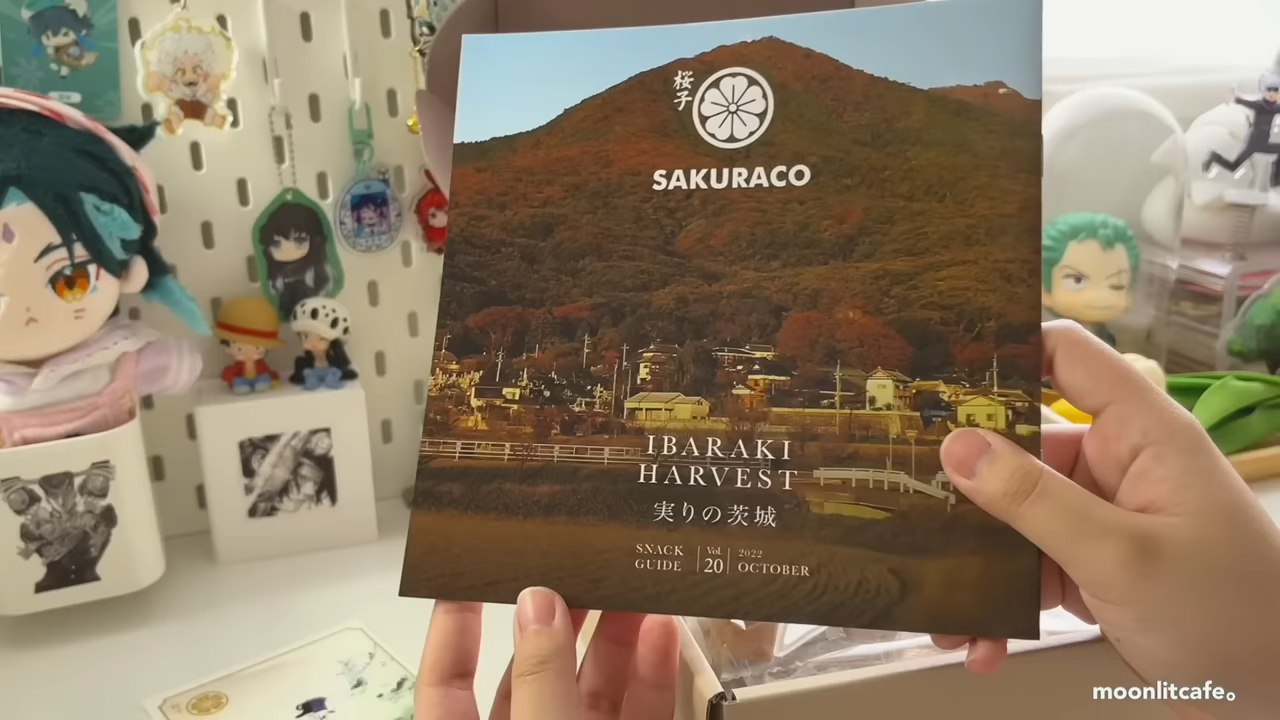 桜子
SAKURACO
IBARAKI
HARVEST
実りの茨城
SNACK GUIDE
Vol. 20
2022 OCTOBER
moonlitcafe。